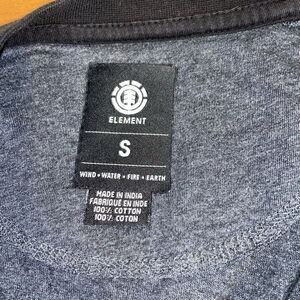 ELEMENT
S
WIND • WATER • FIRE • EARTH
MADE IN INDIA
FABRIQUÉ EN INDE
100% COTTON
100% COTON